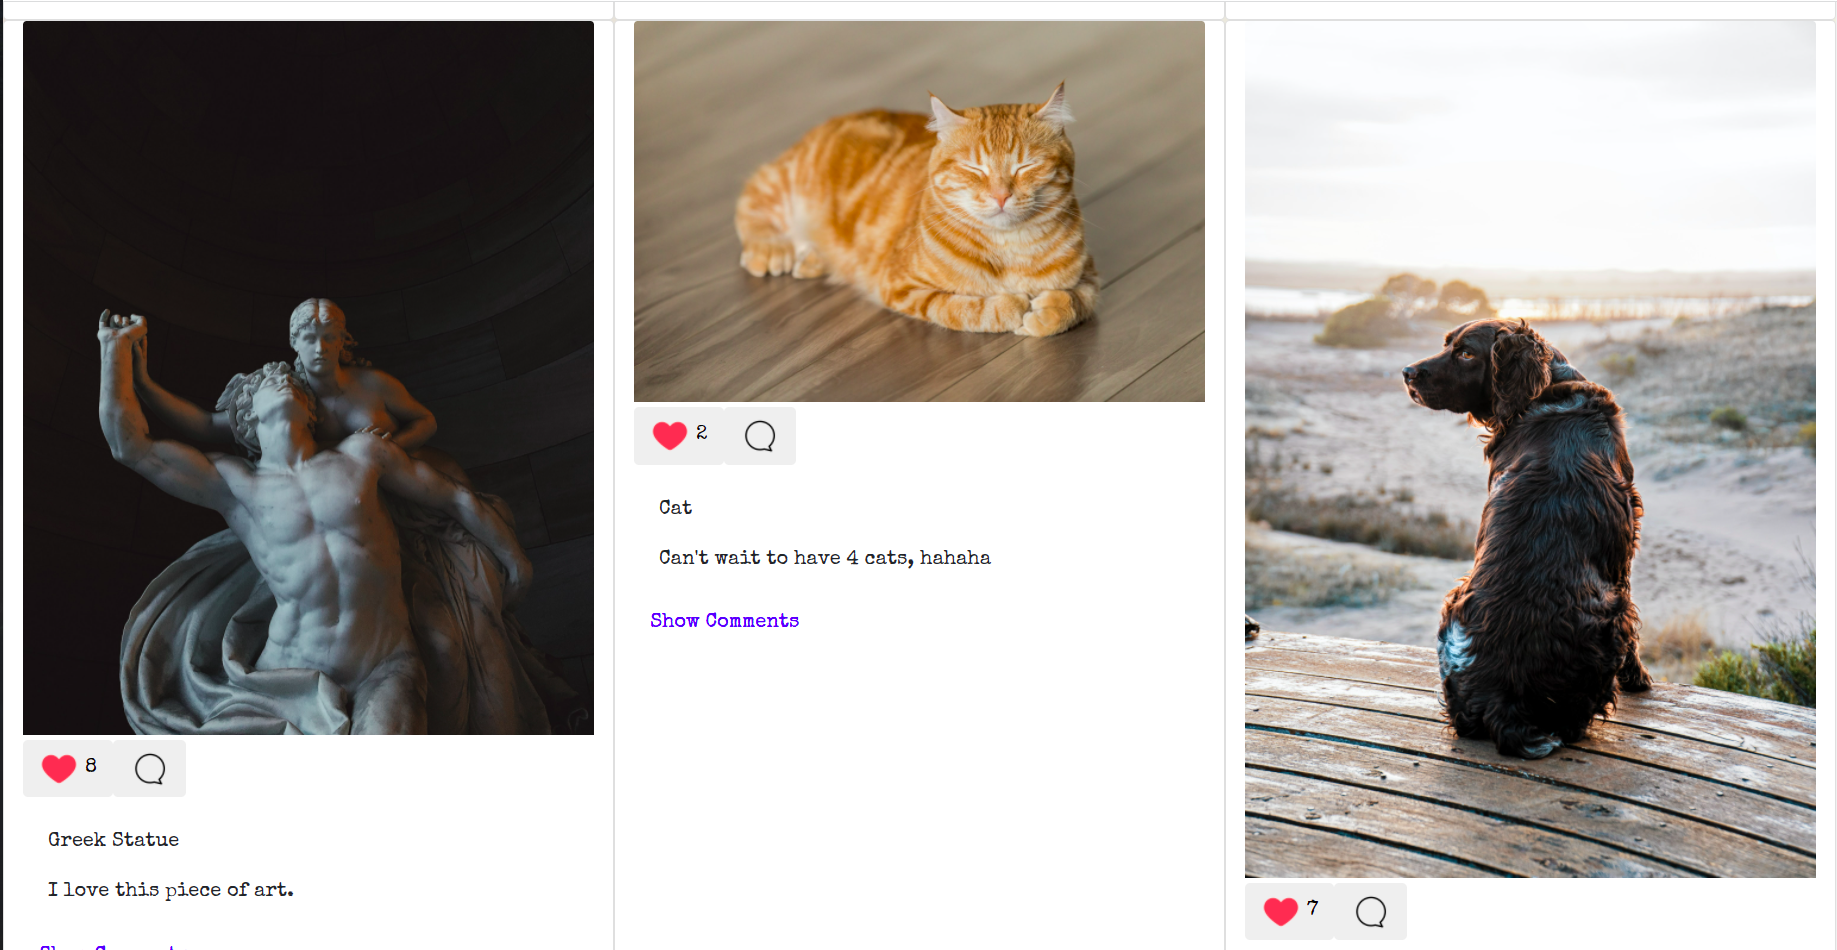 8
Greek Statue
I love this piece of art.
2
Cat
Can't wait to have 4 cats, hahaha
Show Comments
7